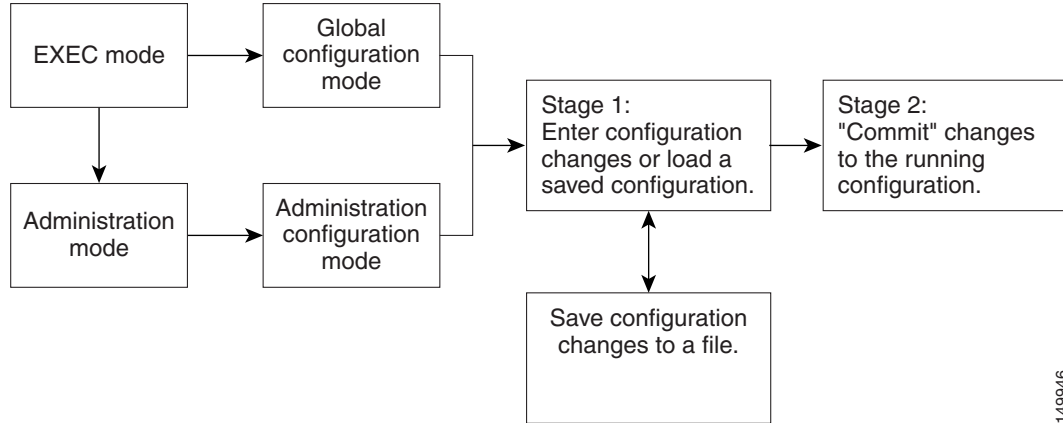 EXEC mode
Global
configuration
mode
Stage 1:
Enter configuration
changes or load a
saved configuration.
Stage 2:
"Commit" changes
to the running
configuration.
Administration
mode
Administration
configuration
mode
Save configuration
changes to a file.
149946